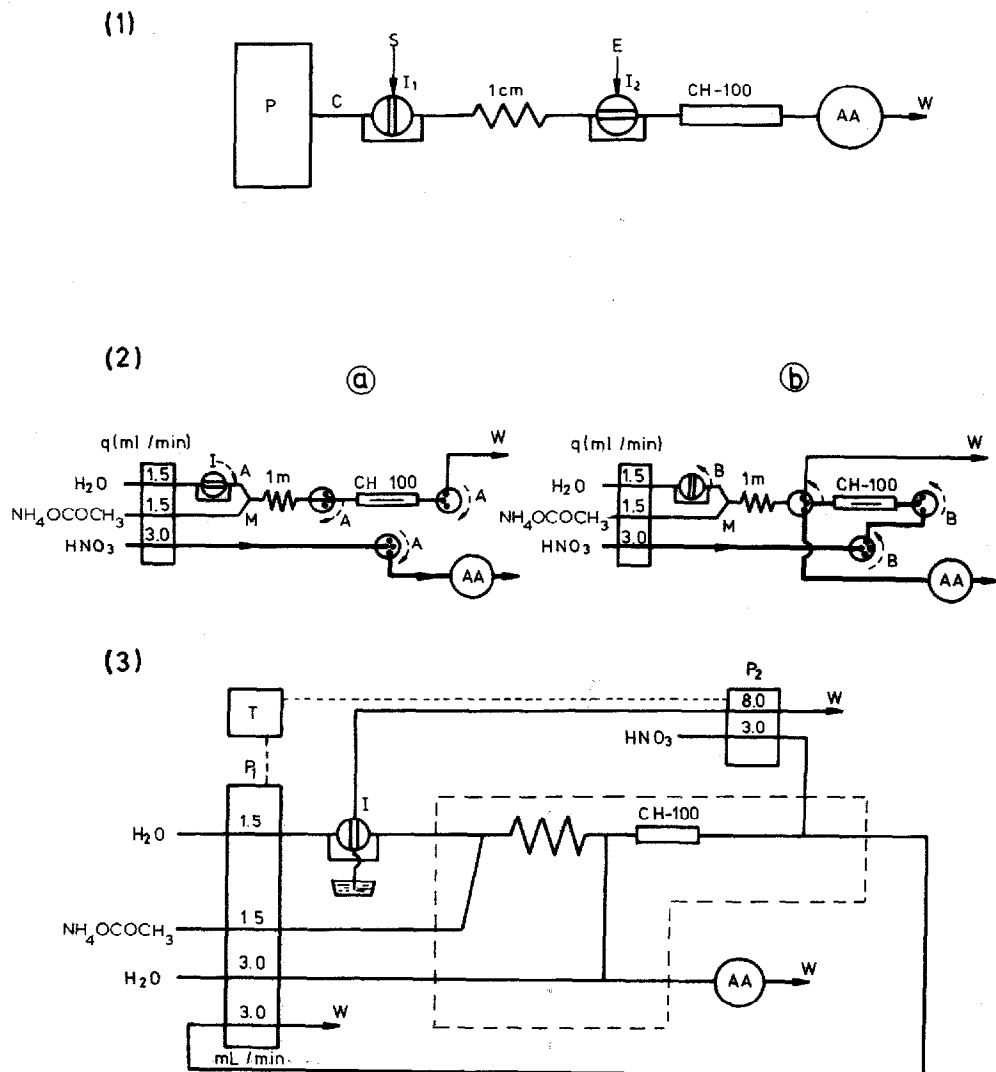 (1)
S
E
P
C
I₁
1cm
I₂
CH-100
AA
W
(2)
a
b
q(ml /min)
I
A
H₂O
1.5
1m
CH 100
A
A
W
NH₄OCOCH₃
1.5
M
HNO₃
3.0
A
AA
q(ml /min)
H₂O
1.5
B
1m
CH-100
W
NH₄OCOCH₃
1.5
M
B
HNO₃
3.0
B
AA
(3)
T
P₂
8.0
W
HNO₃
3.0
P₁
I
CH-100
H₂O
1.5
NH₄OCOCH₃
1.5
H₂O
3.0
AA
W
3.0
W
mL /min